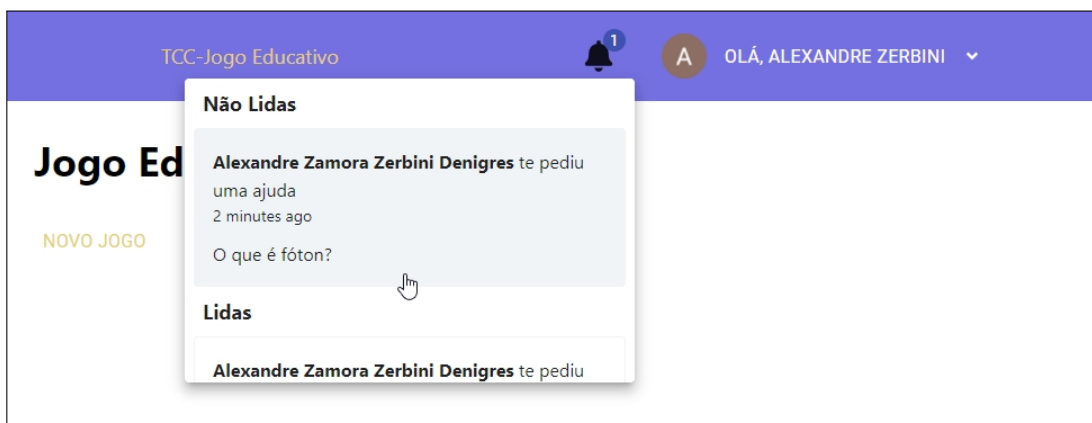 TCC-Jogo Educativo
1
A
OLÁ, ALEXANDRE ZERBINI
Não Lidas
Jogo Ed
Alexandre Zamora Zerbini Denigres te pediu
uma ajuda
2 minutes ago
NOVO JOGO
O que é fóton?
Lidas
Alexandre Zamora Zerbini Denigres te pediu